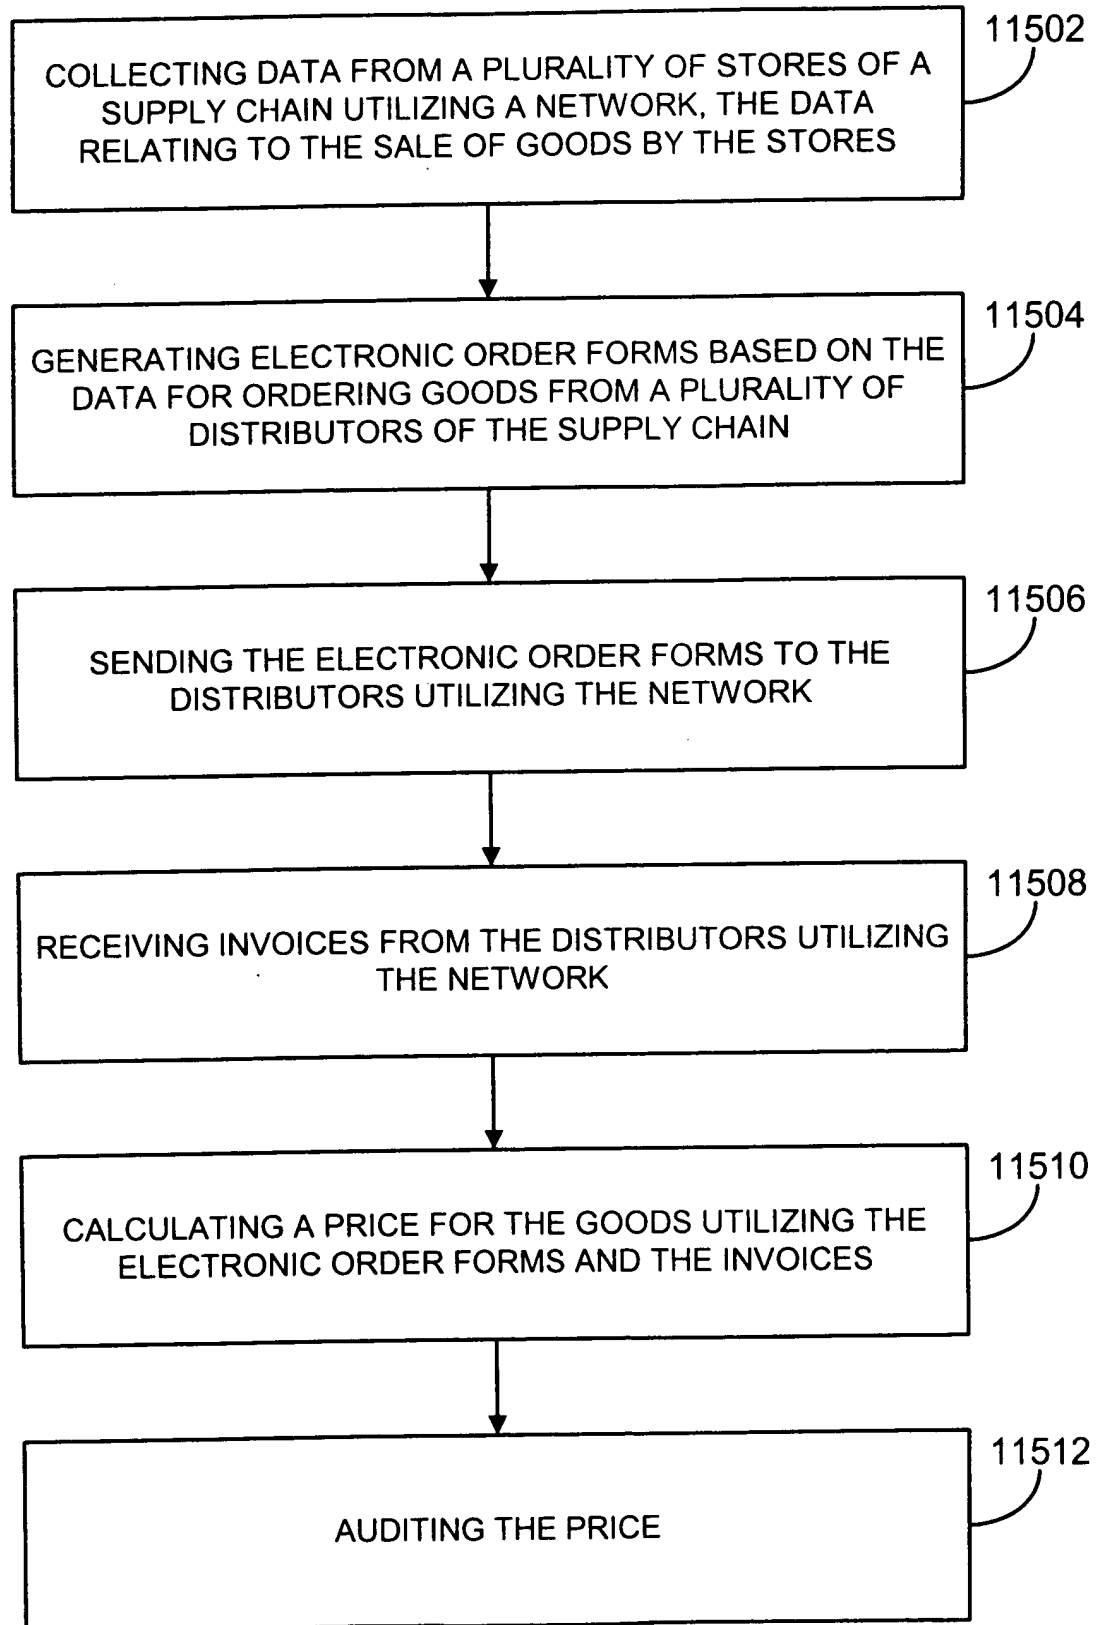 11502
COLLECTING DATA FROM A PLURALITY OF STORES OF A
SUPPLY CHAIN UTILIZING A NETWORK, THE DATA
RELATING TO THE SALE OF GOODS BY THE STORES
11504
GENERATING ELECTRONIC ORDER FORMS BASED ON THE
DATA FOR ORDERING GOODS FROM A PLURALITY OF
DISTRIBUTORS OF THE SUPPLY CHAIN
11506
SENDING THE ELECTRONIC ORDER FORMS TO THE
DISTRIBUTORS UTILIZING THE NETWORK
11508
RECEIVING INVOICES FROM THE DISTRIBUTORS UTILIZING
THE NETWORK
11510
CALCULATING A PRICE FOR THE GOODS UTILIZING THE
ELECTRONIC ORDER FORMS AND THE INVOICES
11512
AUDITING THE PRICE